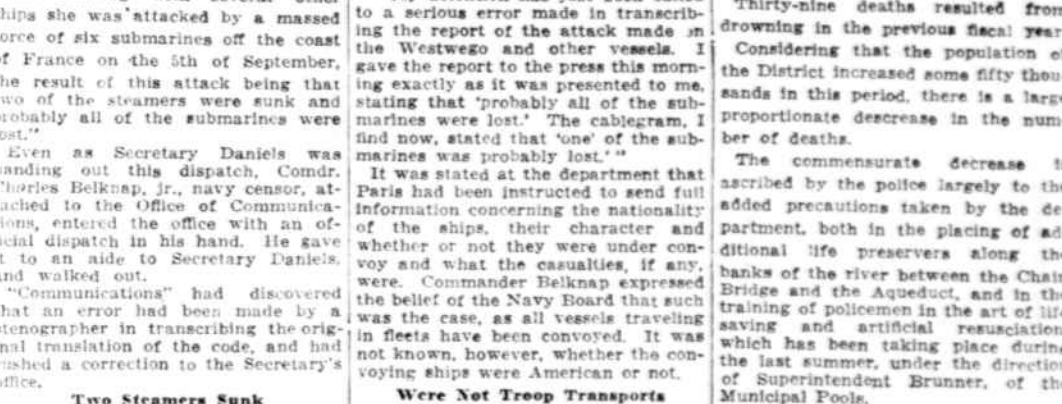 ships she was attacked by a massed
force of six submarines off the coast
of France on the 5th of September,
the result of this attack being that
two of the steamers were sunk and
probably all of the submarines were
lost."
Even as Secretary Daniels was
handing out this dispatch, Comdr.
Charles Belknap, jr., navy censor, at-
tached to the Office of Communica-
tions, entered the office with an of-
ficial dispatch in his hand. He gave
it to an aide to Secretary Daniels,
and walked out.
"Communications" had discovered
that an error had been made by a
stenographer in transcribing the orig-
inal translation of the code, and had
rushed a correction to the Secretary's
office.
Two Steamers Sunk
to a serious error made in transcrib-
ing the report of the attack made on
the Westwego and other vessels. I
gave the report to the press this morn-
ing exactly as it was presented to me,
stating that 'probably all of the sub-
marines were lost.' The cablegram, I
find now, stated that 'one' of the sub-
marines was probably lost.'"
It was stated at the department that
Paris had been instructed to send full
information concerning the nationality
of the ships, their character and
whether or not they were under con-
voy and what the casualties, if any,
were. Commander Belknap expressed
the belief of the Navy Board that such
was the case, as all vessels traveling
in fleets have been convoyed. It was
not known, however, whether the con-
voying ships were American or not.
Were Not Troop Transports
Thirty-nine deaths resulted from
drowning in the previous fiscal year.
Considering that the population of
the District increased some fifty thou-
sands in this period, there is a large
proportionate descrease in the num-
ber of deaths.
The commensurate decrease is
ascribed by the police largely to the
added precautions taken by the de-
partment, both in the placing of ad-
ditional life preservers along the
banks of the river between the Chain
Bridge and the Aqueduct, and in the
training of policemen in the art of life
saving and artificial resusciation
which has been taking place during
the last summer, under the direction
of Superintendent Brunner, of the
Municipal Pools.